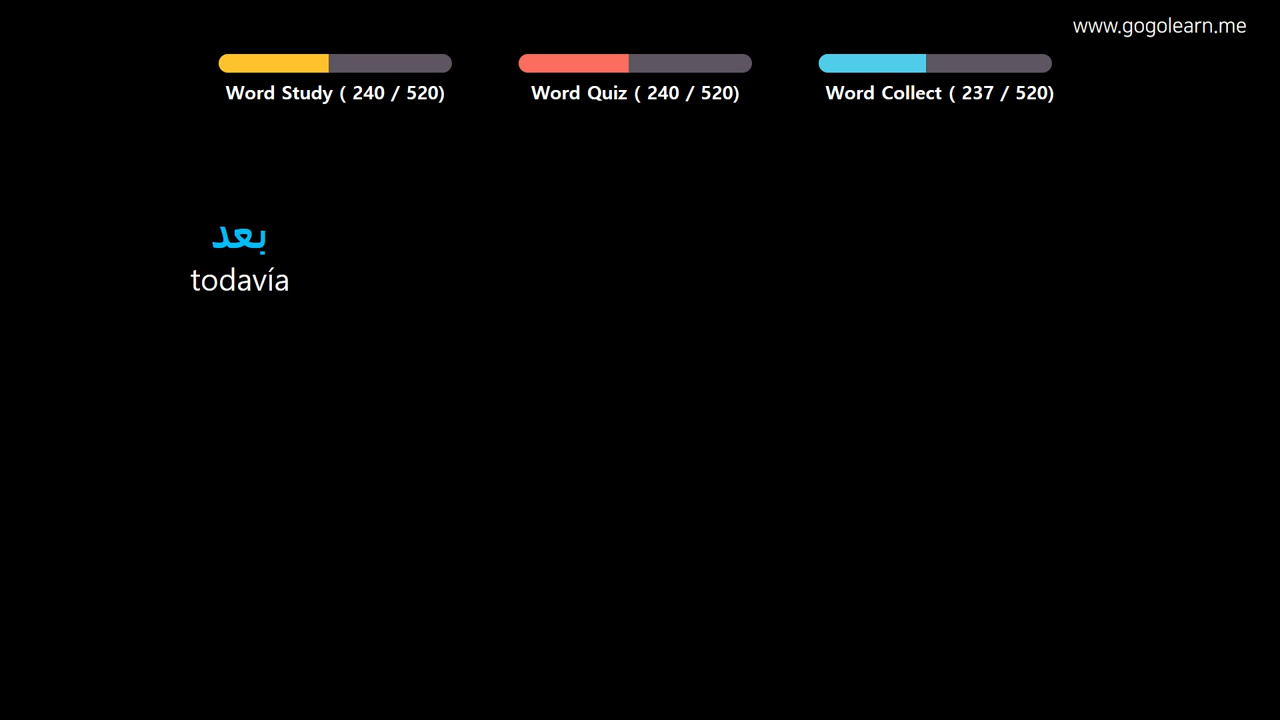 www.gogolearn.me
Word Study ( 240 / 520)
Word Quiz ( 240 / 520)
Word Collect ( 237 / 520)
بعد
todavía